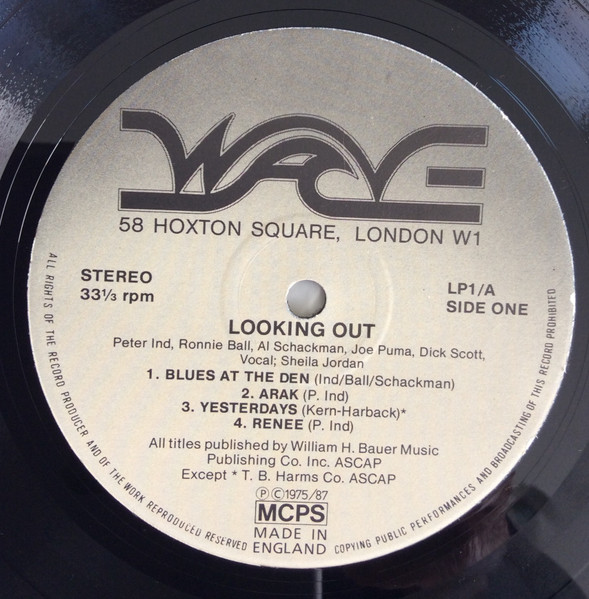 WAVE
58 HOXTON SQUARE, LONDON W1
STEREO
33⅓ rpm
LP1/A
SIDE ONE
LOOKING OUT
Peter Ind, Ronnie Ball, Al Schackman, Joe Puma, Dick Scott,
Vocal; Sheila Jordan
1. BLUES AT THE DEN (Ind/Ball/Schackman)
2. ARAK (P. Ind)
3. YESTERDAYS (Kern-Harback)*
4. RENEE (P. Ind)
All titles published by William H. Bauer Music
Publishing Co. Inc. ASCAP
Except * T. B. Harms Co. ASCAP
Ⓟ©1975/87
MCPS
MADE IN
ENGLAND
ALL RIGHTS OF THE RECORD PRODUCER AND OF THE WORK REPRODUCED RESERVED COPYING PUBLIC PERFORMANCES AND BROADCASTING OF THIS RECORD PROHIBITED